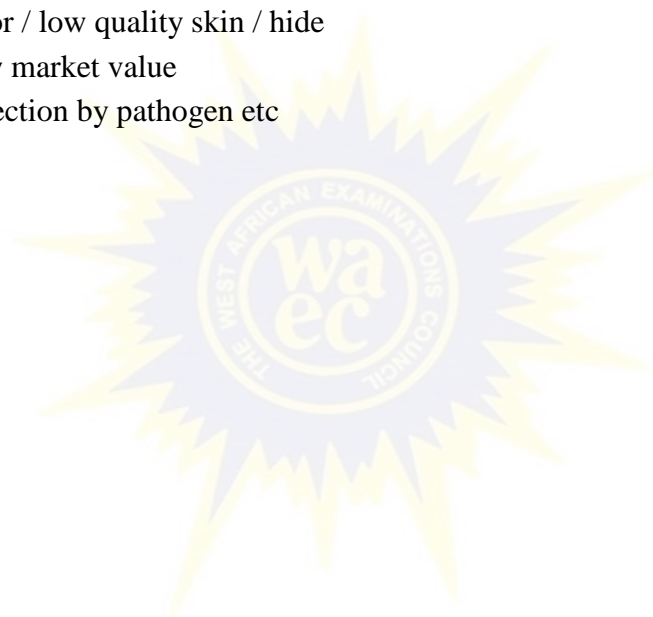 or / low quality skin / hide
market value
ection by pathogen etc
THE WEST AFRICAN EXAMINATIONS COUNCIL
wa
ec